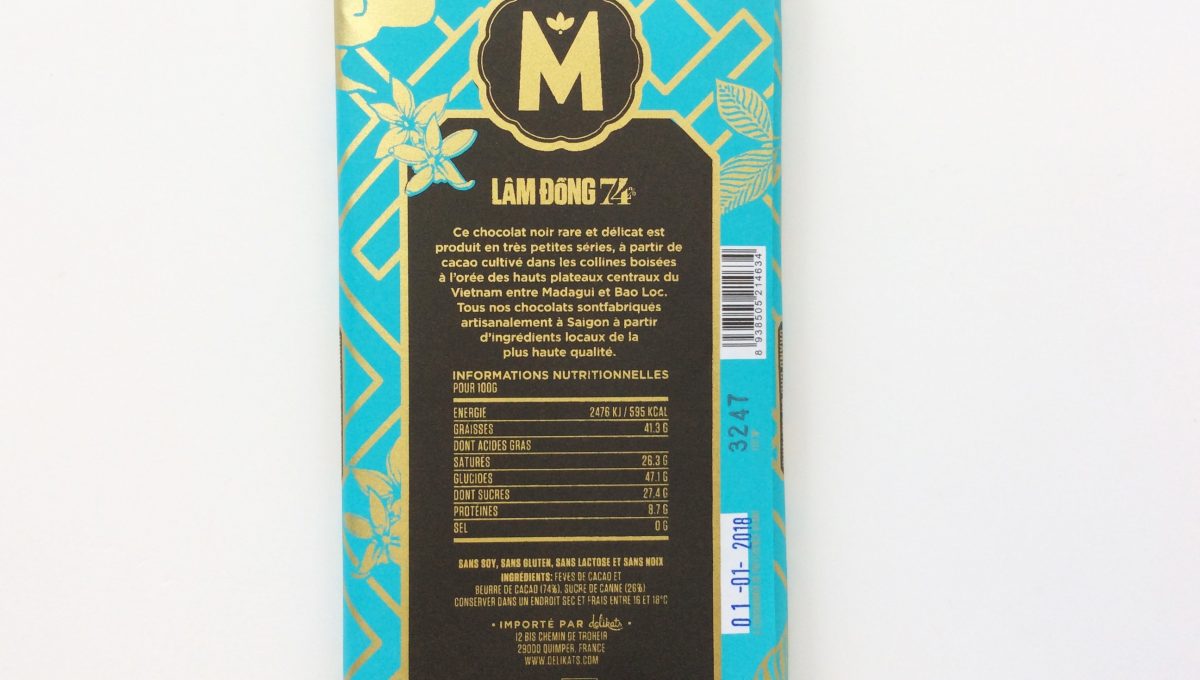 M
LÂM ĐỒNG 74%
Ce chocolat noir rare et délicat est
produit en très petites séries, à partir de
cacao cultivé dans les collines boisées
à l'orée des hauts plateaux centraux du
Vietnam entre Madagui et Bao Loc.
Tous nos chocolats sontfabriqués
artisanalement à Saigon à partir
d'ingrédients locaux de la
plus haute qualité.
INFORMATIONS NUTRITIONNELLES
POUR 100G
ENERGIE 2476 KJ / 595 KCAL
GRAISSES 41.3 G
DONT ACIDES GRAS
SATURÉS 26.3 G
GLUCIDES 47.1 G
DONT SUCRES 27.4 G
PROTÉINES 9.7 G
SEL 0 G
SANS SOY, SANS GLUTEN, SANS LACTOSE ET SANS NOIX
INGRÉDIENTS: FEVES DE CACAO ET
BEURRE DE CACAO (74%), SUCRE DE CANNE (26%)
CONSERVER DANS UN ENDROIT SEC ET FRAIS ENTRE 16 ET 18°C
• IMPORTÉ PAR delikats •
12 BIS CHEMIN DE TROHEIR
29000 QUIMPER, FRANCE
WWW.DELIKATS.COM
8 938505 214634
3247
01-01-2018